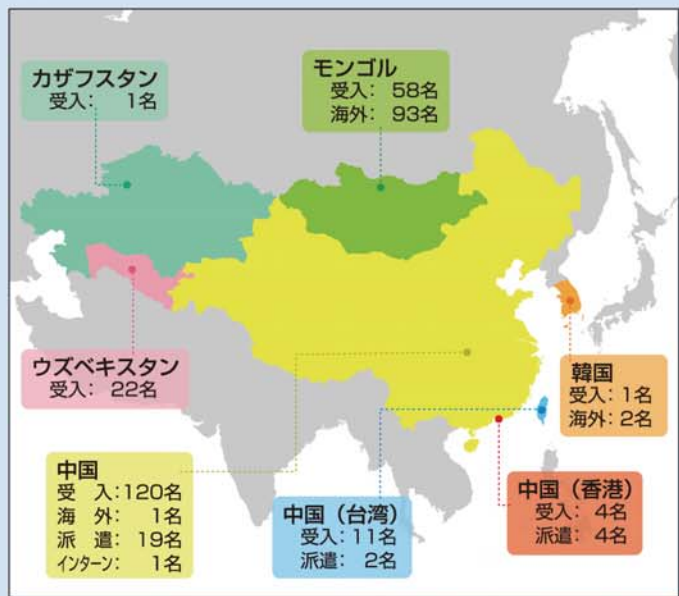 カザフスタン
受入： 1名
モンゴル
受入： 58名
海外： 93名
ウズベキスタン
受入： 22名
韓国
受入：1名
海外：2名
中国
受　入：120名
海　外： 1名
派　遣： 19名
インターン： 1名
中国（台湾）
受入：11名
派遣： 2名
中国（香港）
受入： 4名
派遣： 4名